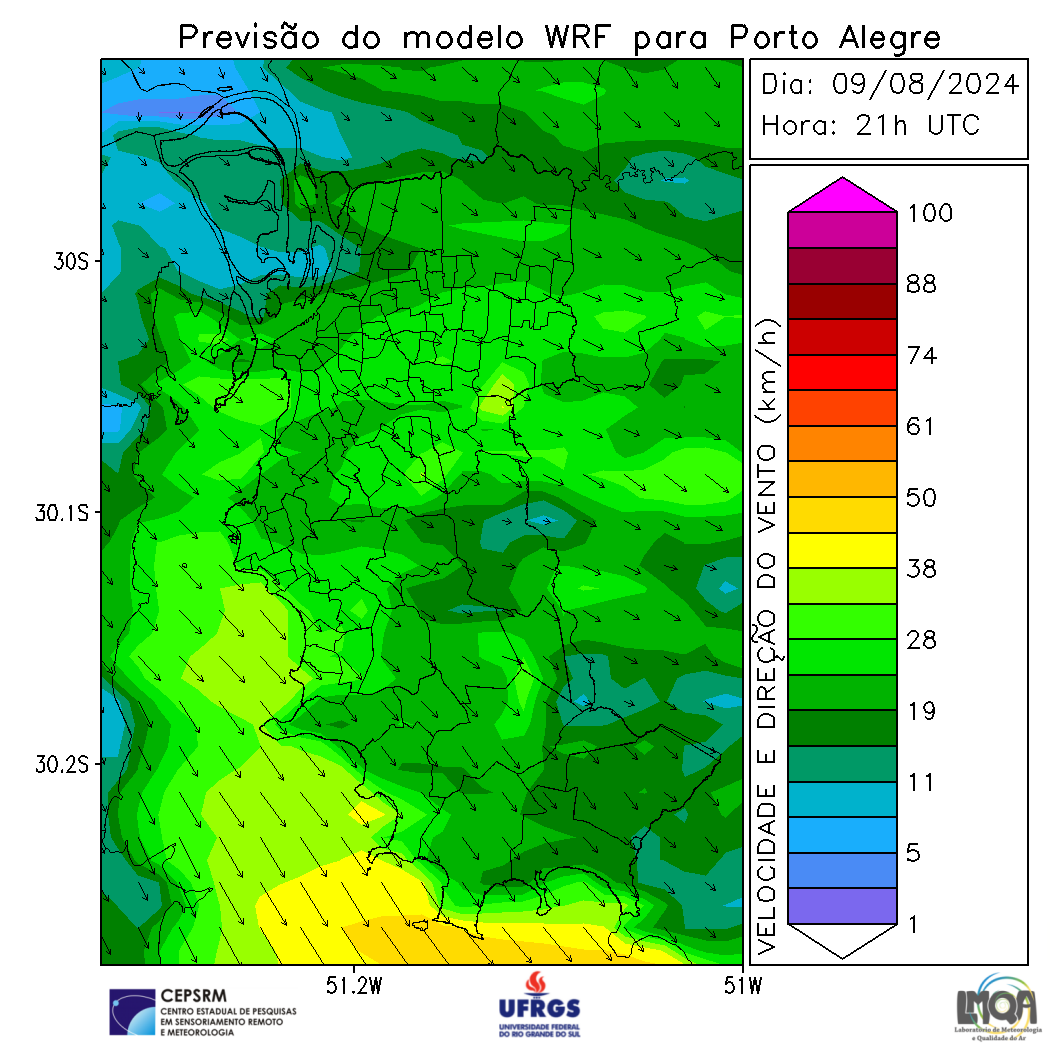 Previsão do modelo WRF para Porto Alegre
Dia: 09/08/2024
Hora: 21h UTC
30S
30.1S
30.2S
51.2W
51W
VELOCIDADE E DIREÇÃO DO VENTO (km/h)
100
88
74
61
50
38
28
19
11
5
1
CEPSRM
CENTRO ESTADUAL DE PESQUISAS
EM SENSORIAMENTO REMOTO
E METEOROLOGIA
UFRGS
UNIVERSIDADE FEDERAL
DO RIO GRANDE DO SUL
LMQA
Laboratório de Meteorologia
e Qualidade do Ar